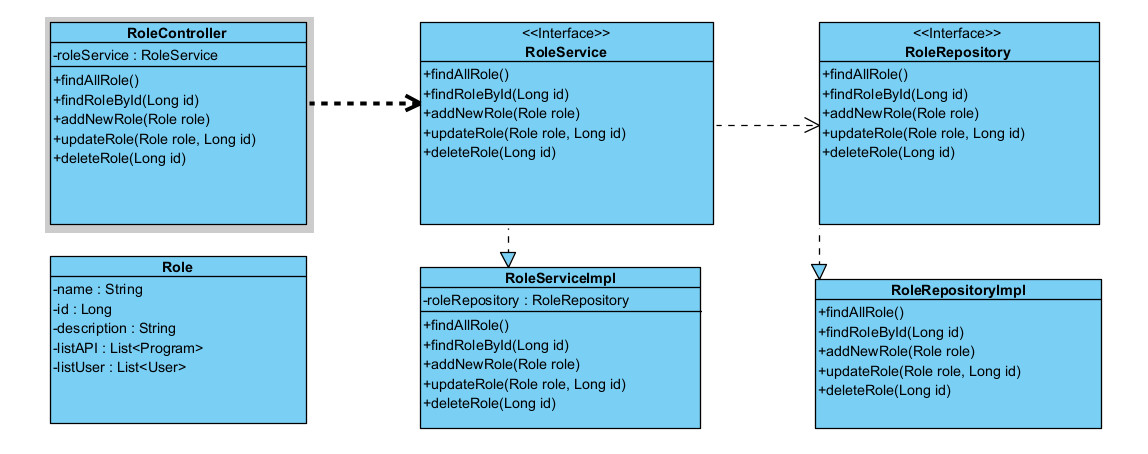 RoleController
-roleService : RoleService
+findAllRole()
+findRoleById(Long id)
+addNewRole(Role role)
+updateRole(Role role, Long id)
+deleteRole(Long id)
<<Interface>>
RoleService
+findAllRole()
+findRoleById(Long id)
+addNewRole(Role role)
+updateRole(Role role, Long id)
+deleteRole(Long id)
<<Interface>>
RoleRepository
+findAllRole()
+findRoleById(Long id)
+addNewRole(Role role)
+updateRole(Role role, Long id)
+deleteRole(Long id)
Role
-name : String
-id : Long
-description : String
-listAPI : List<Program>
-listUser : List<User>
RoleServiceImpl
-roleRepository : RoleRepository
+findAllRole()
+findRoleById(Long id)
+addNewRole(Role role)
+updateRole(Role role, Long id)
+deleteRole(Long id)
RoleRepositoryImpl
+findAllRole()
+findRoleById(Long id)
+addNewRole(Role role)
+updateRole(Role role, Long id)
+deleteRole(Long id)